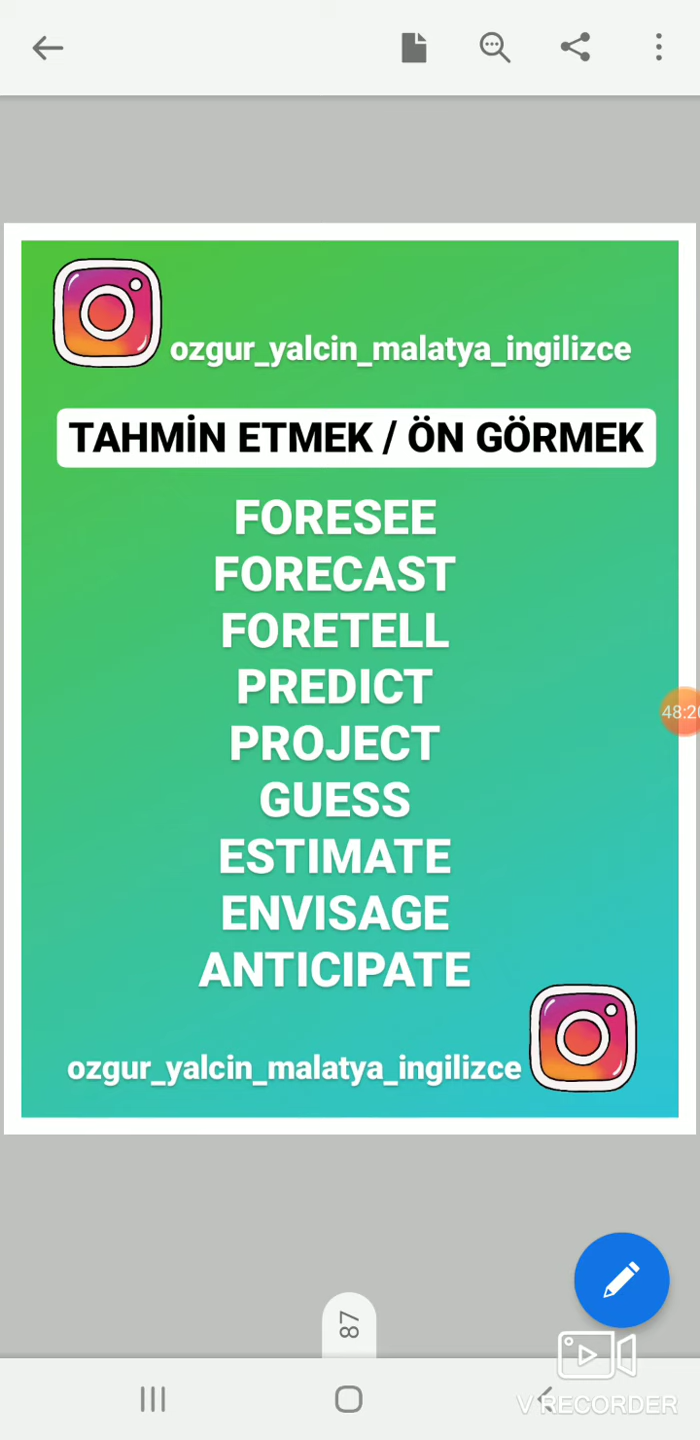 ozgur_yalcin_malatya_ingilizce
TAHMİN ETMEK / ÖN GÖRMEK
FORESEE
FORECAST
FORETELL
PREDICT
PROJECT
GUESS
ESTIMATE
ENVISAGE
ANTICIPATE
ozgur_yalcin_malatya_ingilizce
87
V RECORDER